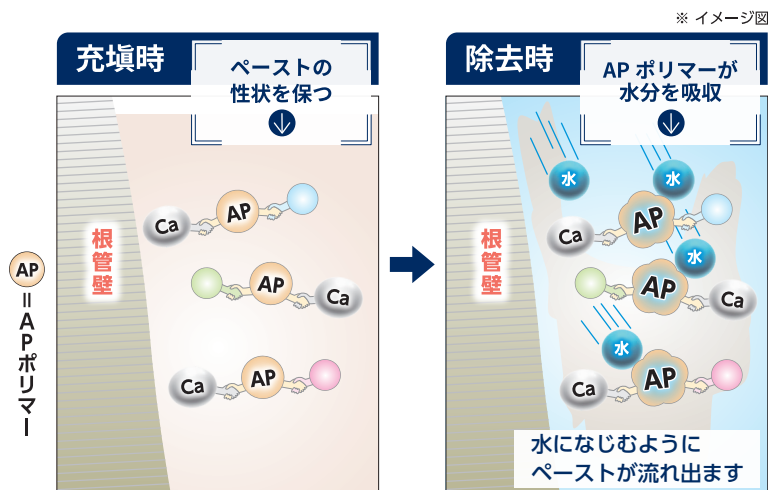 ※ イメージ図
充塡時
ペーストの
性状を保つ
除去時
AP ポリマーが
水分を吸収
AP
=APポリマー
根管壁
Ca
AP
AP
Ca
Ca
AP
根管壁
水
水
Ca
AP
水
AP
Ca
水
Ca
AP
水になじむように
ペーストが流れ出ます